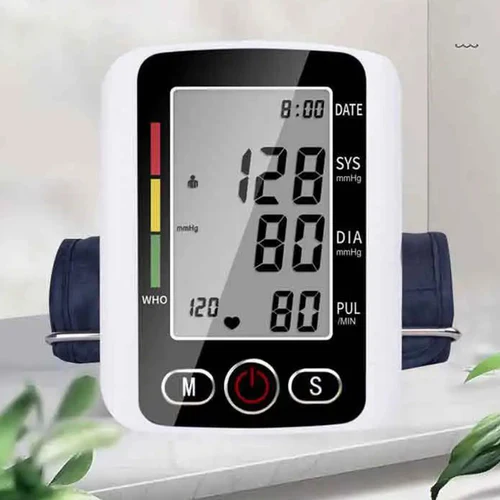 8:00 DATE
128 SYS mmHg
mmHg
80 DIA mmHg
WHO
120 80 PUL /MIN
M S